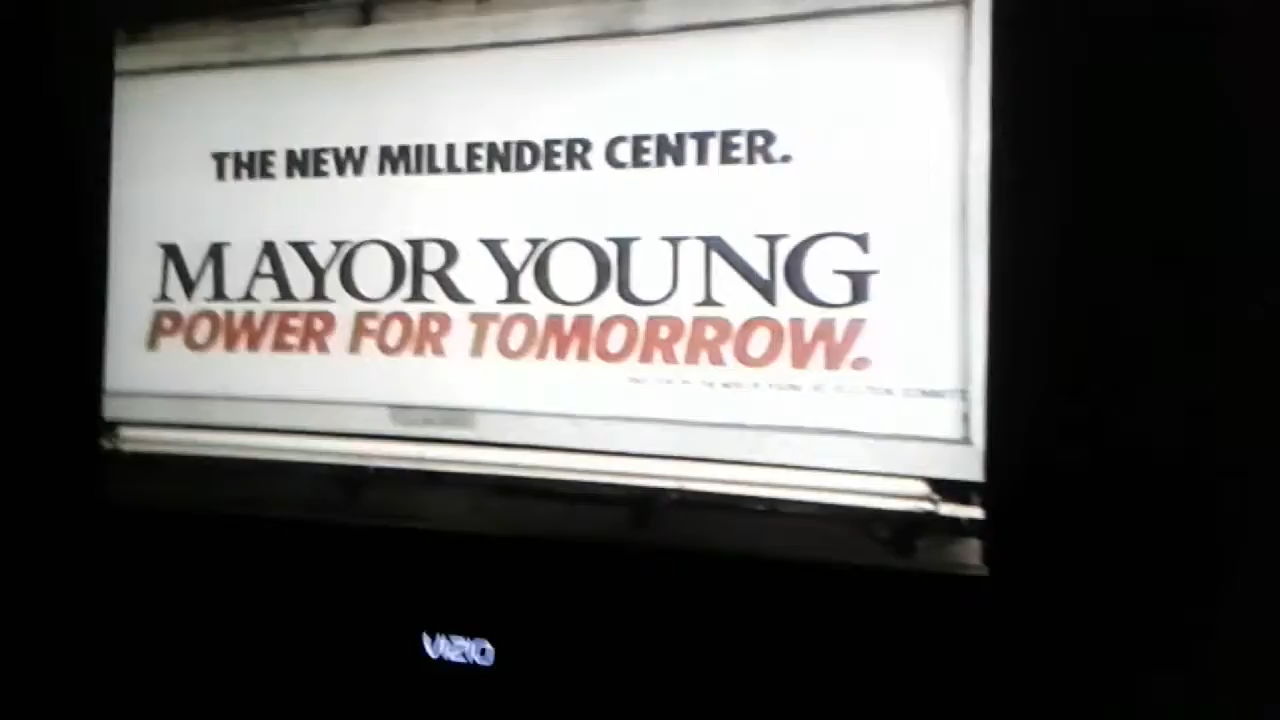 THE NEW MILLENDER CENTER.
MAYOR YOUNG
POWER FOR TOMORROW.
VIZIO